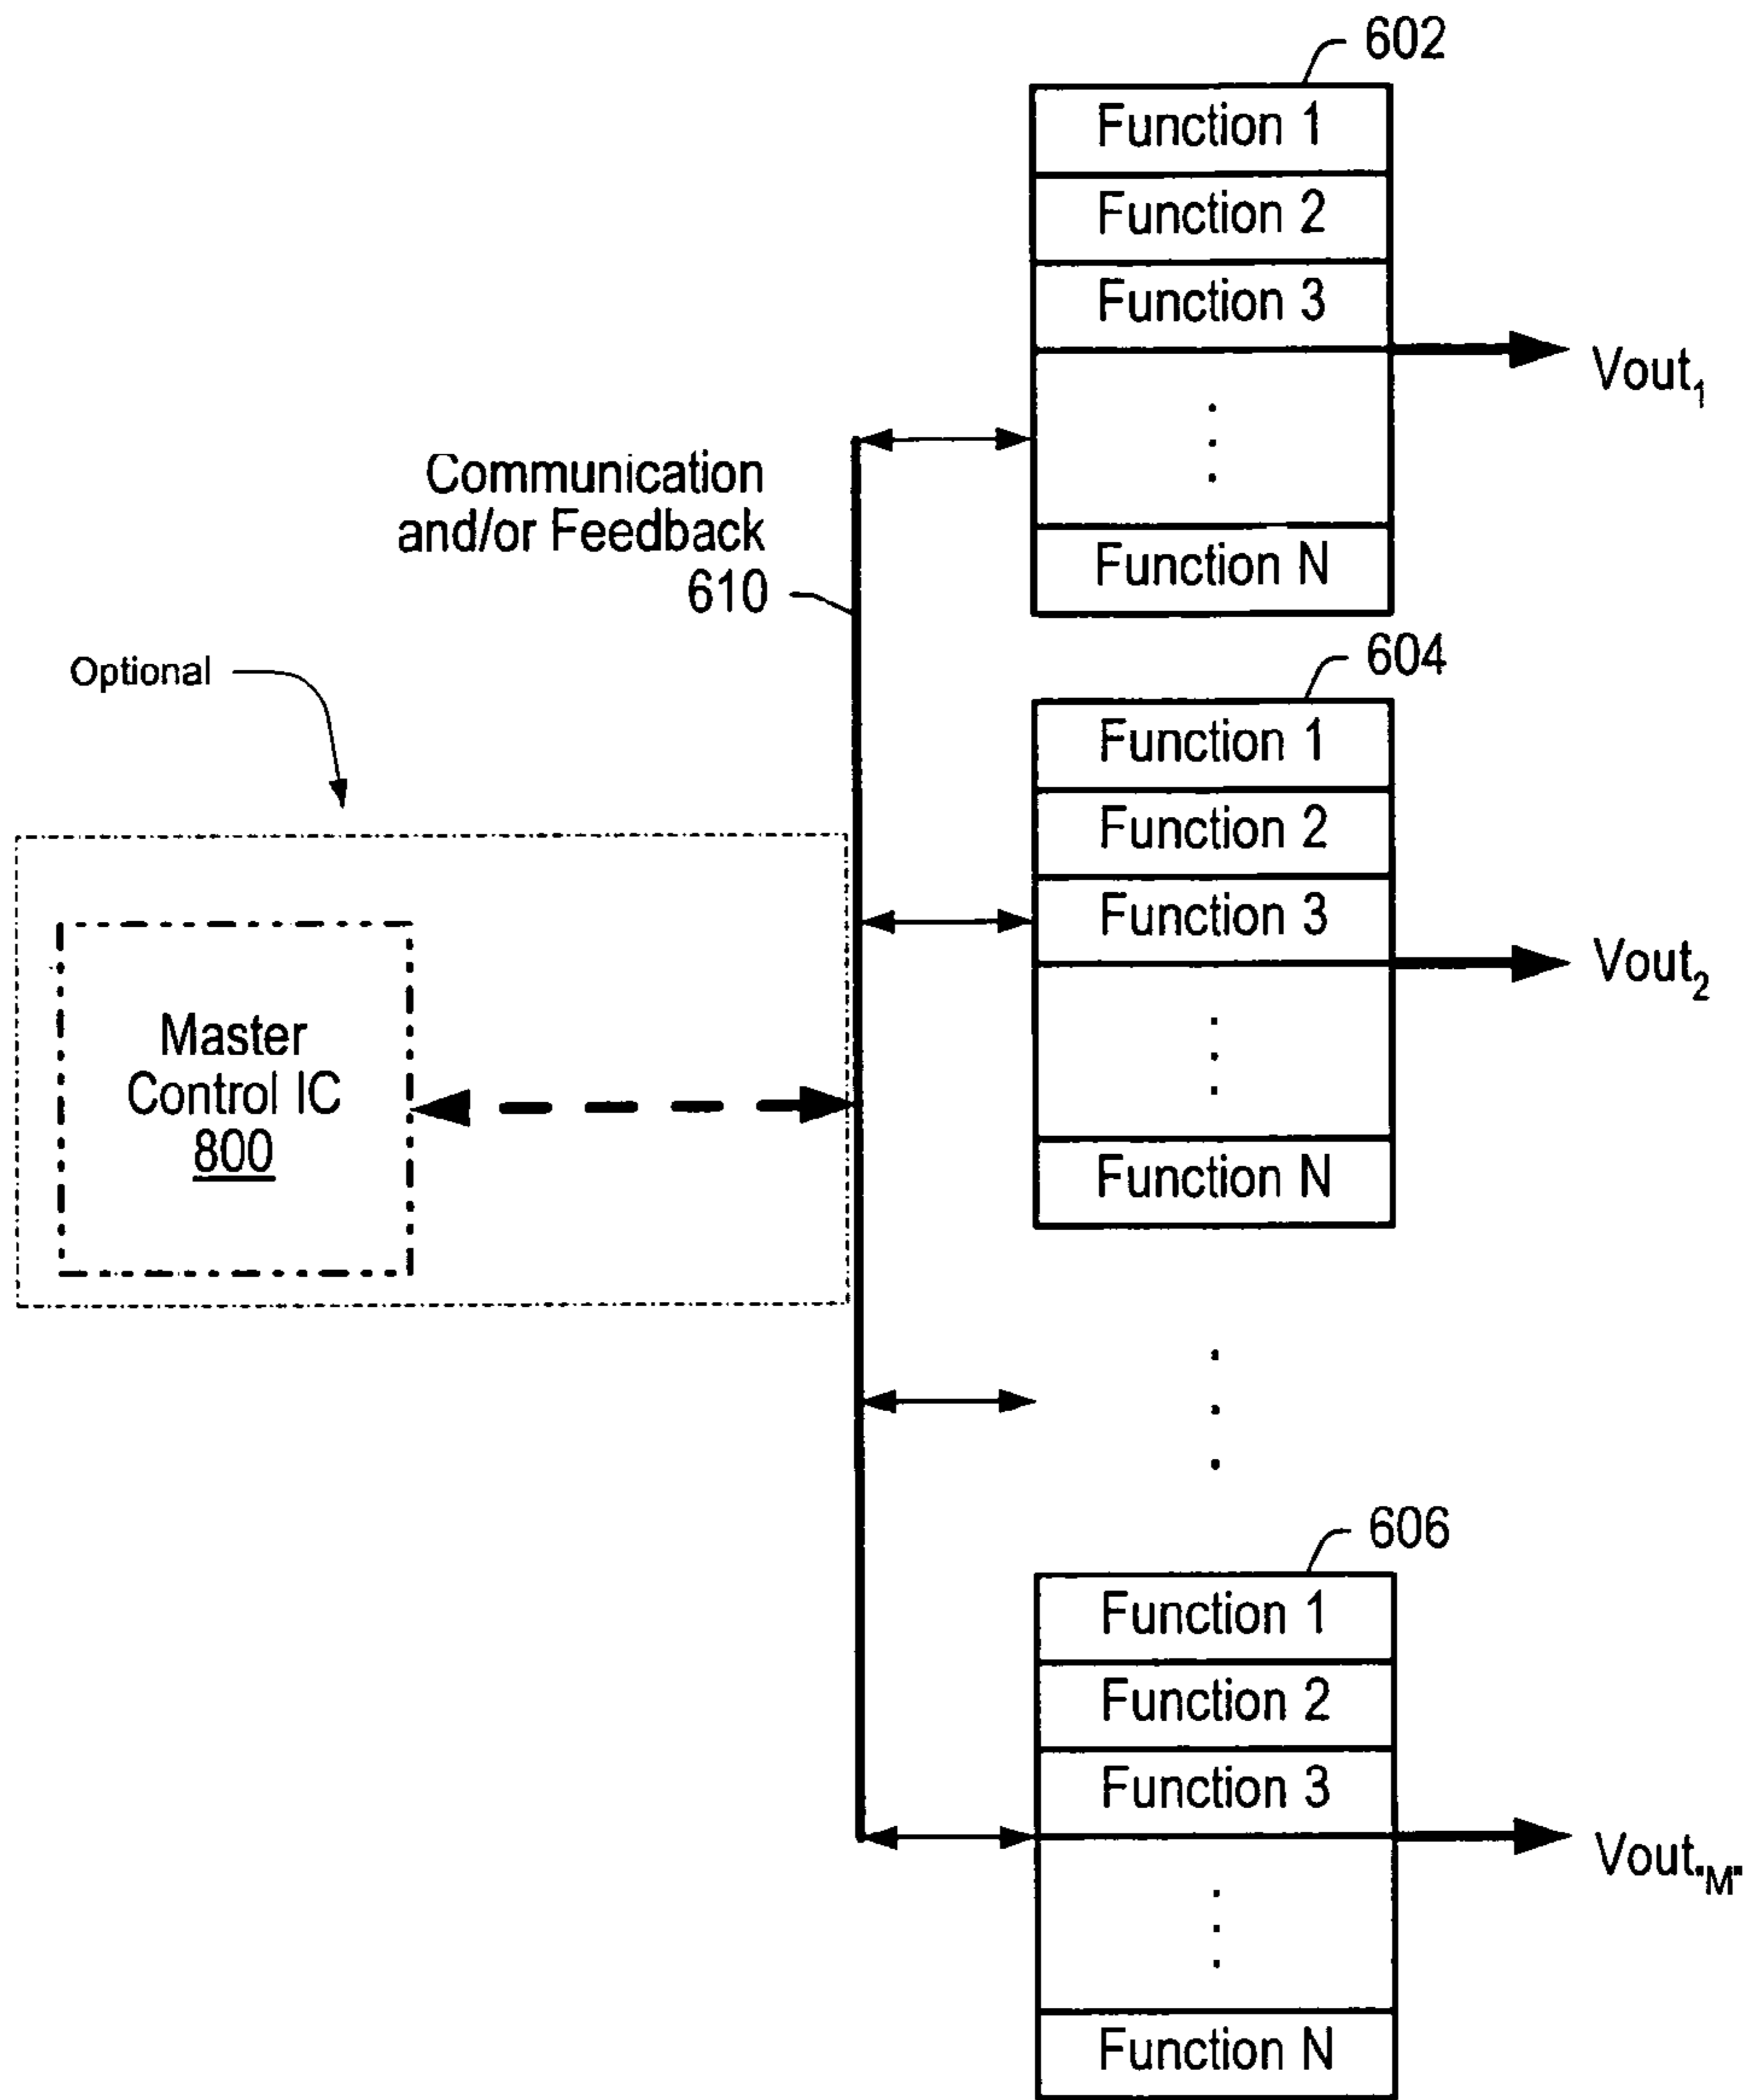 602
Function 1
Function 2
Function 3
Vout1
Function N
Communication
and/or Feedback
610
Optional
604
Function 1
Function 2
Function 3
Vout2
Function N
Master
Control IC
800
606
Function 1
Function 2
Function 3
Vout"M"
Function N